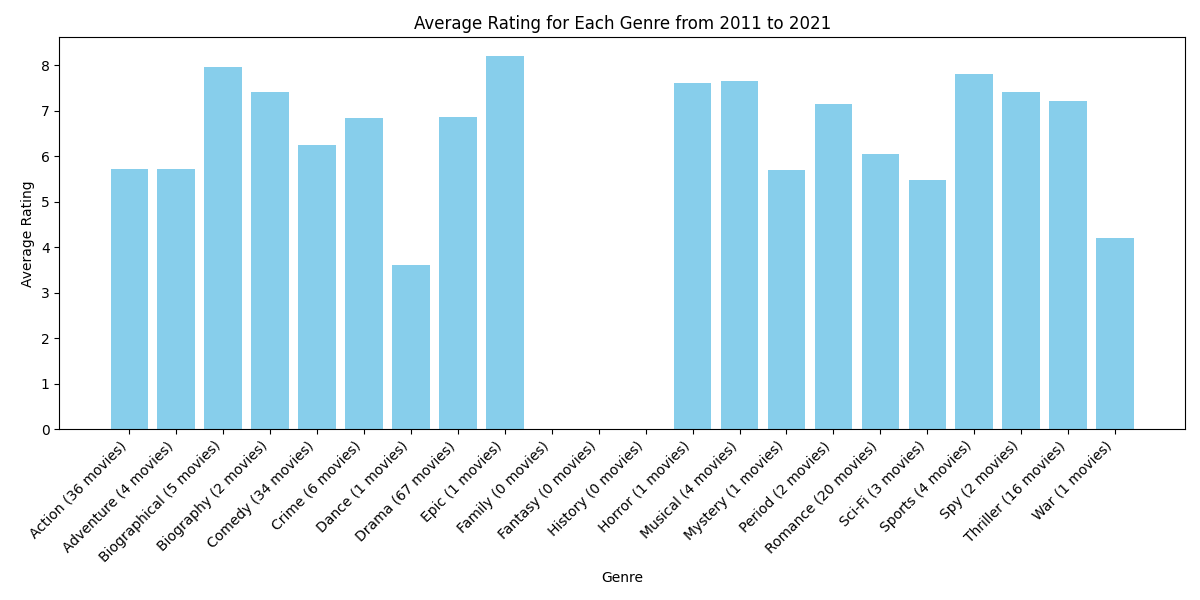 Average Rating for Each Genre from 2011 to 2021
Average Rating
8
7
6
5
4
3
2
1
0
Action (36 movies)
Adventure (4 movies)
Biographical (5 movies)
Biography (2 movies)
Comedy (34 movies)
Crime (6 movies)
Dance (1 movies)
Drama (67 movies)
Epic (1 movies)
Family (0 movies)
Fantasy (0 movies)
History (0 movies)
Horror (1 movies)
Musical (4 movies)
Mystery (1 movies)
Period (2 movies)
Romance (20 movies)
Sci-Fi (3 movies)
Sports (4 movies)
Spy (2 movies)
Thriller (16 movies)
War (1 movies)
Genre